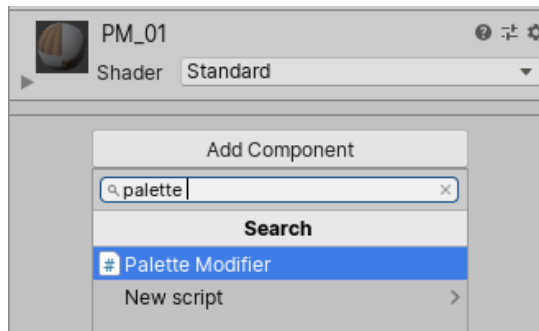 PM_01
Shader Standard
Add Component
palette
Search
# Palette Modifier
New script